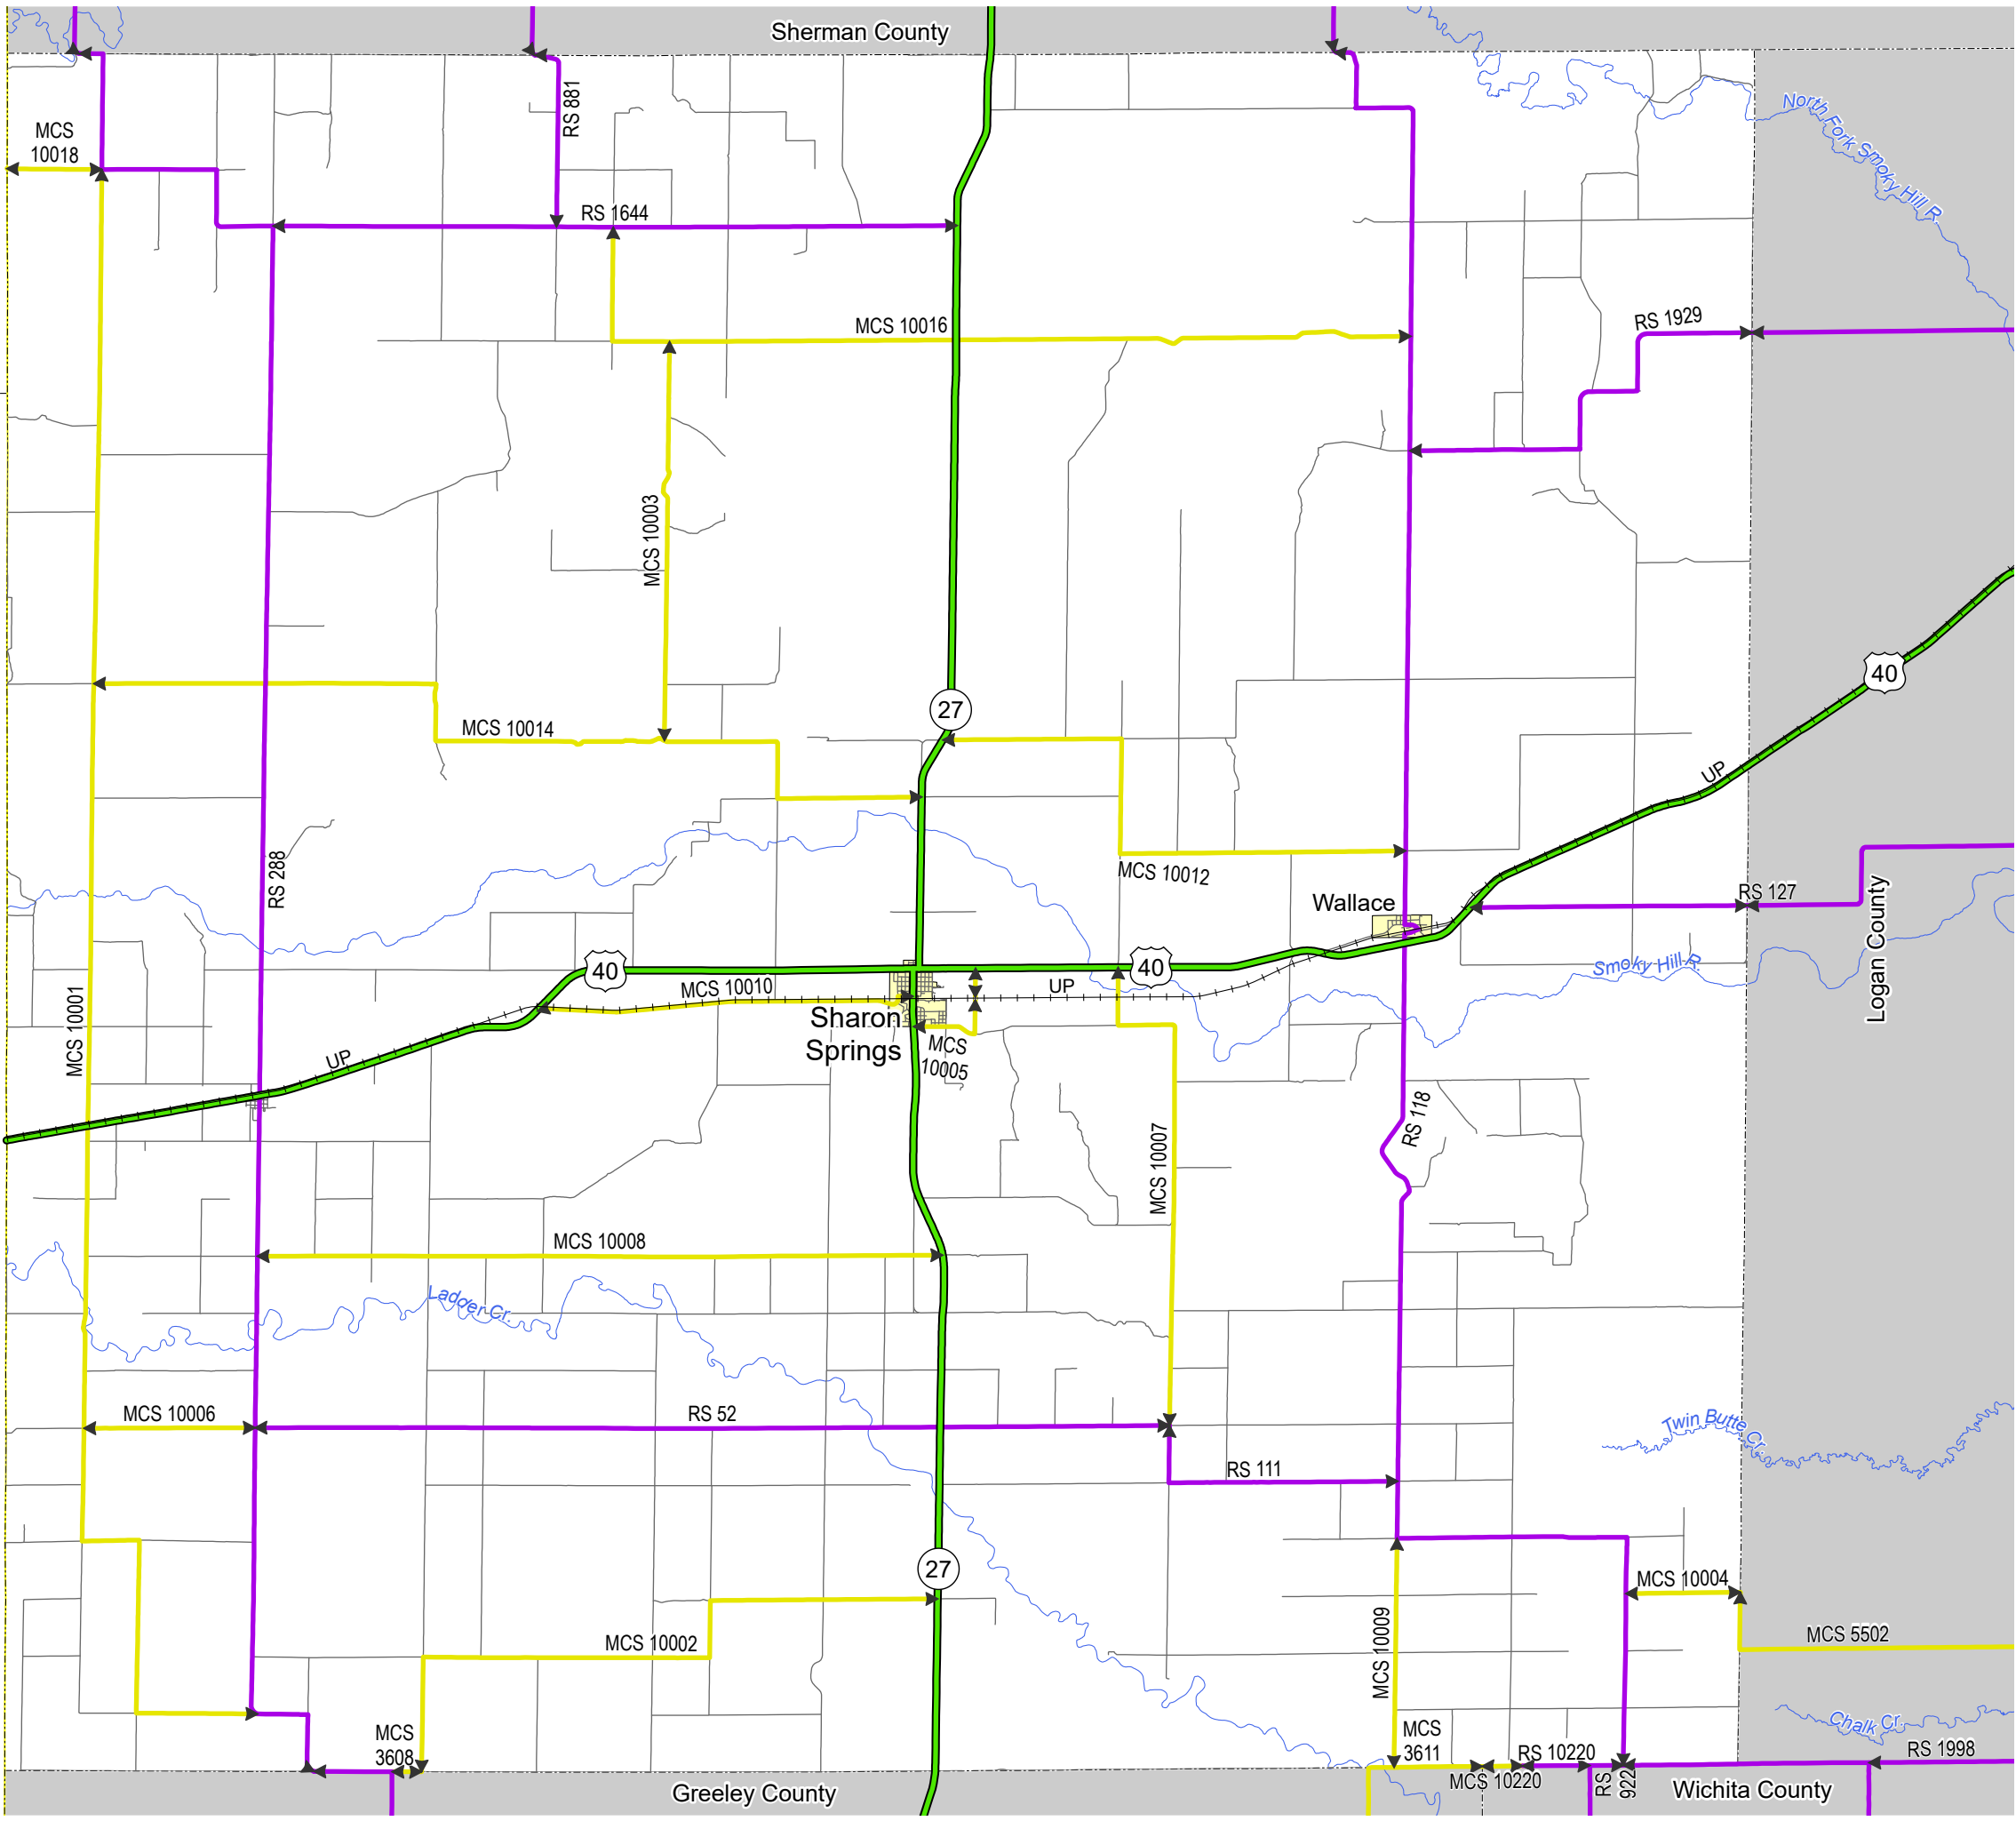 Sherman County
RS 881
MCS
10018
North Fork Smoky Hill R.
RS 1644
MCS 10016
RS 1929
MCS 10003
40
27
MCS 10014
UP
MCS 10012
RS 288
Wallace
RS 127
Logan County
40
40
Smoky Hill R.
MCS 10010
UP
MCS 10001
Sharon
Springs
MCS
10005
UP
RS 118
MCS 10007
MCS 10008
Ladder Cr.
MCS 10006
RS 52
Twin Butte Cr.
RS 111
27
MCS 10004
MCS 10009
MCS 10002
MCS 5502
MCS
3608
MCS
3611
Chalk Cr.
RS 10220
RS 1998
MCS 10220
RS
922
Greeley County
Wichita County